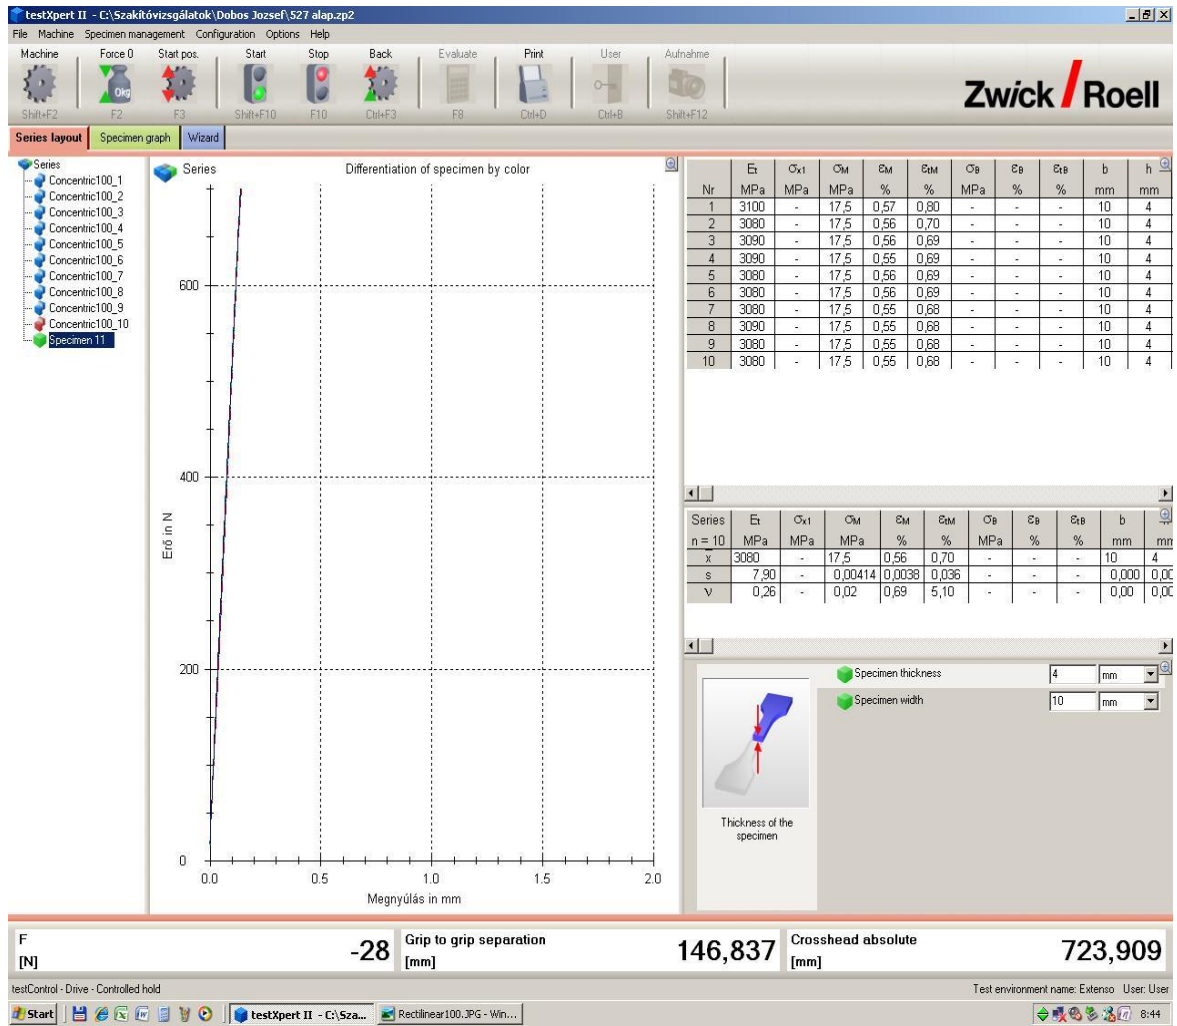 testXpert II - C:\Szakítóvizsgálatok\Dobos Jozsef\527 alap.zp2
File Machine Specimen management Configuration Options Help
Machine Force 0 Start pos. Start Stop Back Evaluate Print User Aufnahme
0kg
Shift+F2 F2 F3 Shift+F10 F10 Ctrl+F3 F8 Ctrl+D Ctrl+B Shift+F12
Zwick / Roell
Series layout Specimen graph Wizard
Series
Concentric100_1
Concentric100_2
Concentric100_3
Concentric100_4
Concentric100_5
Concentric100_6
Concentric100_7
Concentric100_8
Concentric100_9
Concentric100_10
Specimen 11
Series Differentiation of specimen by color
600
400
200
0
Erő in N
0.0 0.5 1.0 1.5 2.0
Megnyúlás in mm
Et σx1 σM εM εtM σB εB εtB b h
Nr MPa MPa MPa % % MPa % % mm mm
1 3100 - 17,5 0,57 0,80 - - - 10 4
2 3080 - 17,5 0,56 0,70 - - - 10 4
3 3090 - 17,5 0,56 0,69 - - - 10 4
4 3090 - 17,5 0,55 0,69 - - - 10 4
5 3080 - 17,5 0,56 0,69 - - - 10 4
6 3080 - 17,5 0,56 0,69 - - - 10 4
7 3080 - 17,5 0,55 0,68 - - - 10 4
8 3090 - 17,5 0,55 0,68 - - - 10 4
9 3080 - 17,5 0,55 0,68 - - - 10 4
10 3080 - 17,5 0,55 0,68 - - - 10 4
Series Et σx1 σM εM εtM σB εB εtB b
n = 10 MPa MPa MPa % % MPa % % mm mm
x̅ 3080 - 17,5 0,56 0,70 - - - 10 4
s 7,90 - 0,00414 0,0038 0,036 - - - 0,000 0,00
ν 0,26 - 0,02 0,69 5,10 - - - 0,00 0,00
Specimen thickness 4 mm
Specimen width 10 mm
Thickness of the
specimen
F
[N]
-28
Grip to grip separation
[mm]
146,837
Crosshead absolute
[mm]
723,909
testControl - Drive - Controlled hold Test environment name: Extenso User: User
Start testXpert II - C:\Sza... Rectilinear100.JPG - Win... 8:44